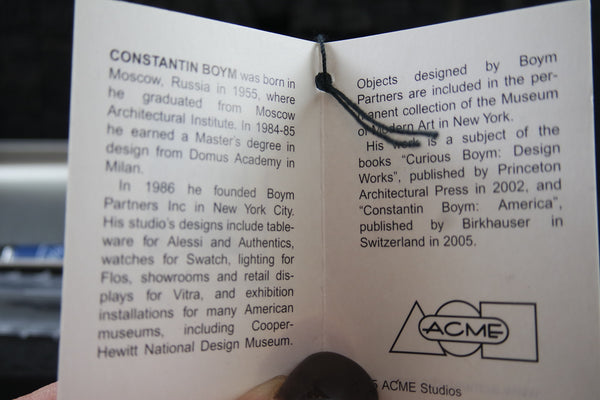 CONSTANTIN BOYM was born in
Moscow, Russia in 1955, where
he graduated from Moscow
Architectural Institute. In 1984-85
he earned a Master's degree in
design from Domus Academy in
Milan.
In 1986 he founded Boym
Partners Inc in New York City.
His studio's designs include table-
ware for Alessi and Authentics,
watches for Swatch, lighting for
Flos, showrooms and retail dis-
plays for Vitra, and exhibition
installations for many American
museums, including Cooper-
Hewitt National Design Museum.
Objects designed by Boym
Partners are included in the per-
manent collection of the Museum
of Modern Art in New York.
His work is a subject of the
books "Curious Boym: Design
Works", published by Princeton
Architectural Press in 2002, and
"Constantin Boym: America",
published by Birkhauser in
Switzerland in 2005.
ACME
5 ACME Studios